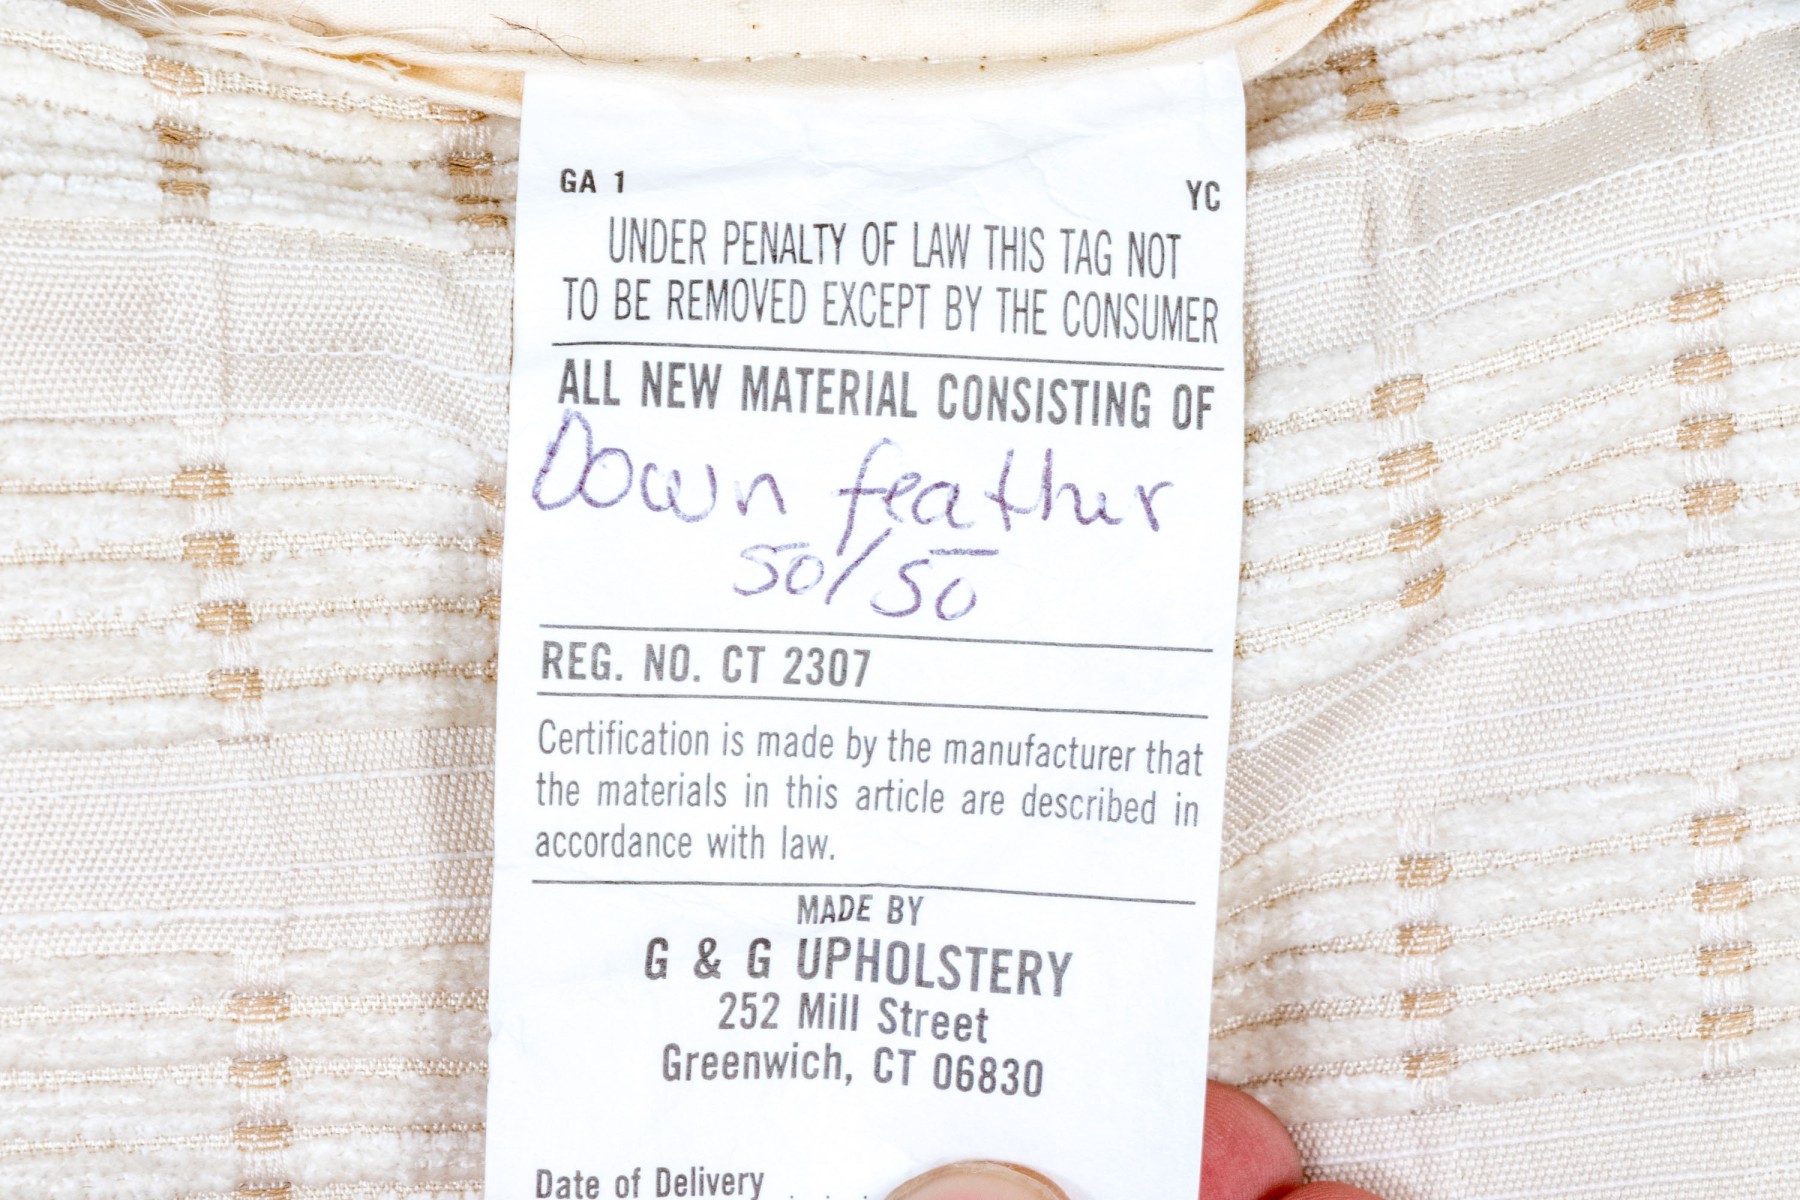 GA 1 YC
UNDER PENALTY OF LAW THIS TAG NOT
TO BE REMOVED EXCEPT BY THE CONSUMER
ALL NEW MATERIAL CONSISTING OF
Down feather
50/50
REG. NO. CT 2307
Certification is made by the manufacturer that
the materials in this article are described in
accordance with law.
MADE BY
G & G UPHOLSTERY
252 Mill Street
Greenwich, CT 06830
Date of Delivery